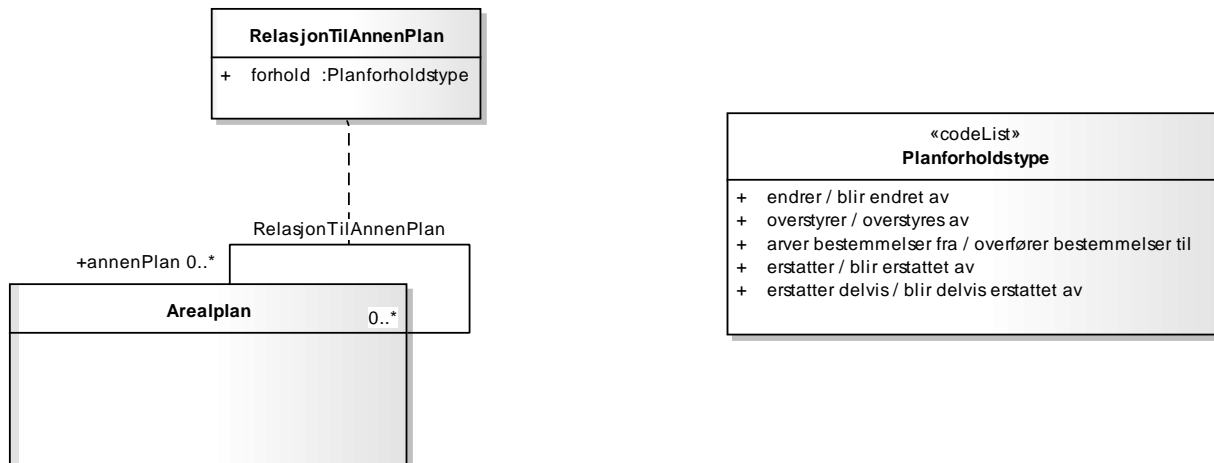 RelasjonTilAnnenPlan
+ forhold :Planforholdstype
«codeList»
Planforholdstype
+ endrer / blir endret av
+ overstyrer / overstyres av
+ arver bestemmelser fra / overfører bestemmelser til
+ erstatter / blir erstattet av
+ erstatter delvis / blir delvis erstattet av
RelasjonTilAnnenPlan
+annenPlan 0..*
Arealplan
0..*